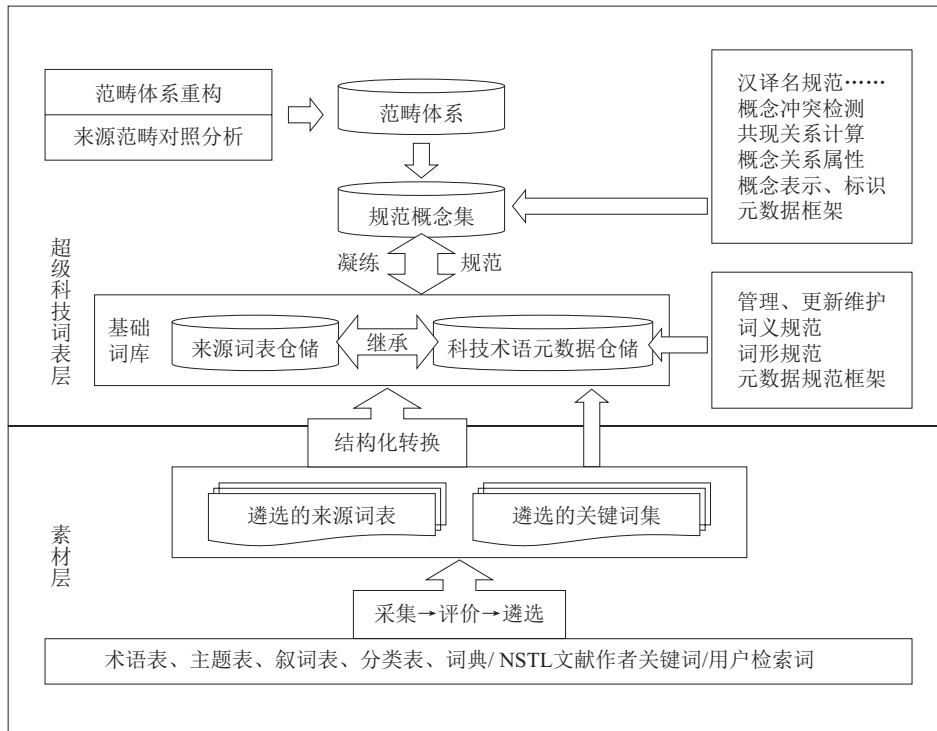 范畴体系重构
来源范畴对照分析
范畴体系
规范概念集
汉译名规范……
概念冲突检测
共现关系计算
概念关系属性
概念表示、标识
元数据框架
超级科技词表层
凝练
规范
基础
词库
来源词表仓储
继承
科技术语元数据仓储
管理、更新维护
词义规范
词形规范
元数据规范框架
结构化转换
素材层
遴选的来源词表
遴选的关键词集
采集→评价→遴选
术语表、主题表、叙词表、分类表、词典/ NSTL文献作者关键词/用户检索词